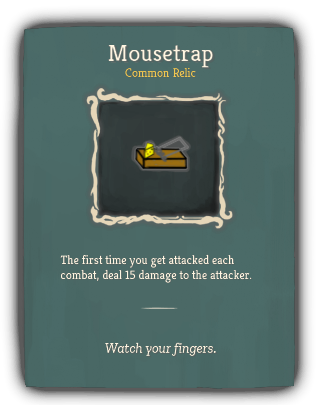 Mousetrap
Common Relic
The first time you get attacked each
combat, deal 15 damage to the attacker.
Watch your fingers.